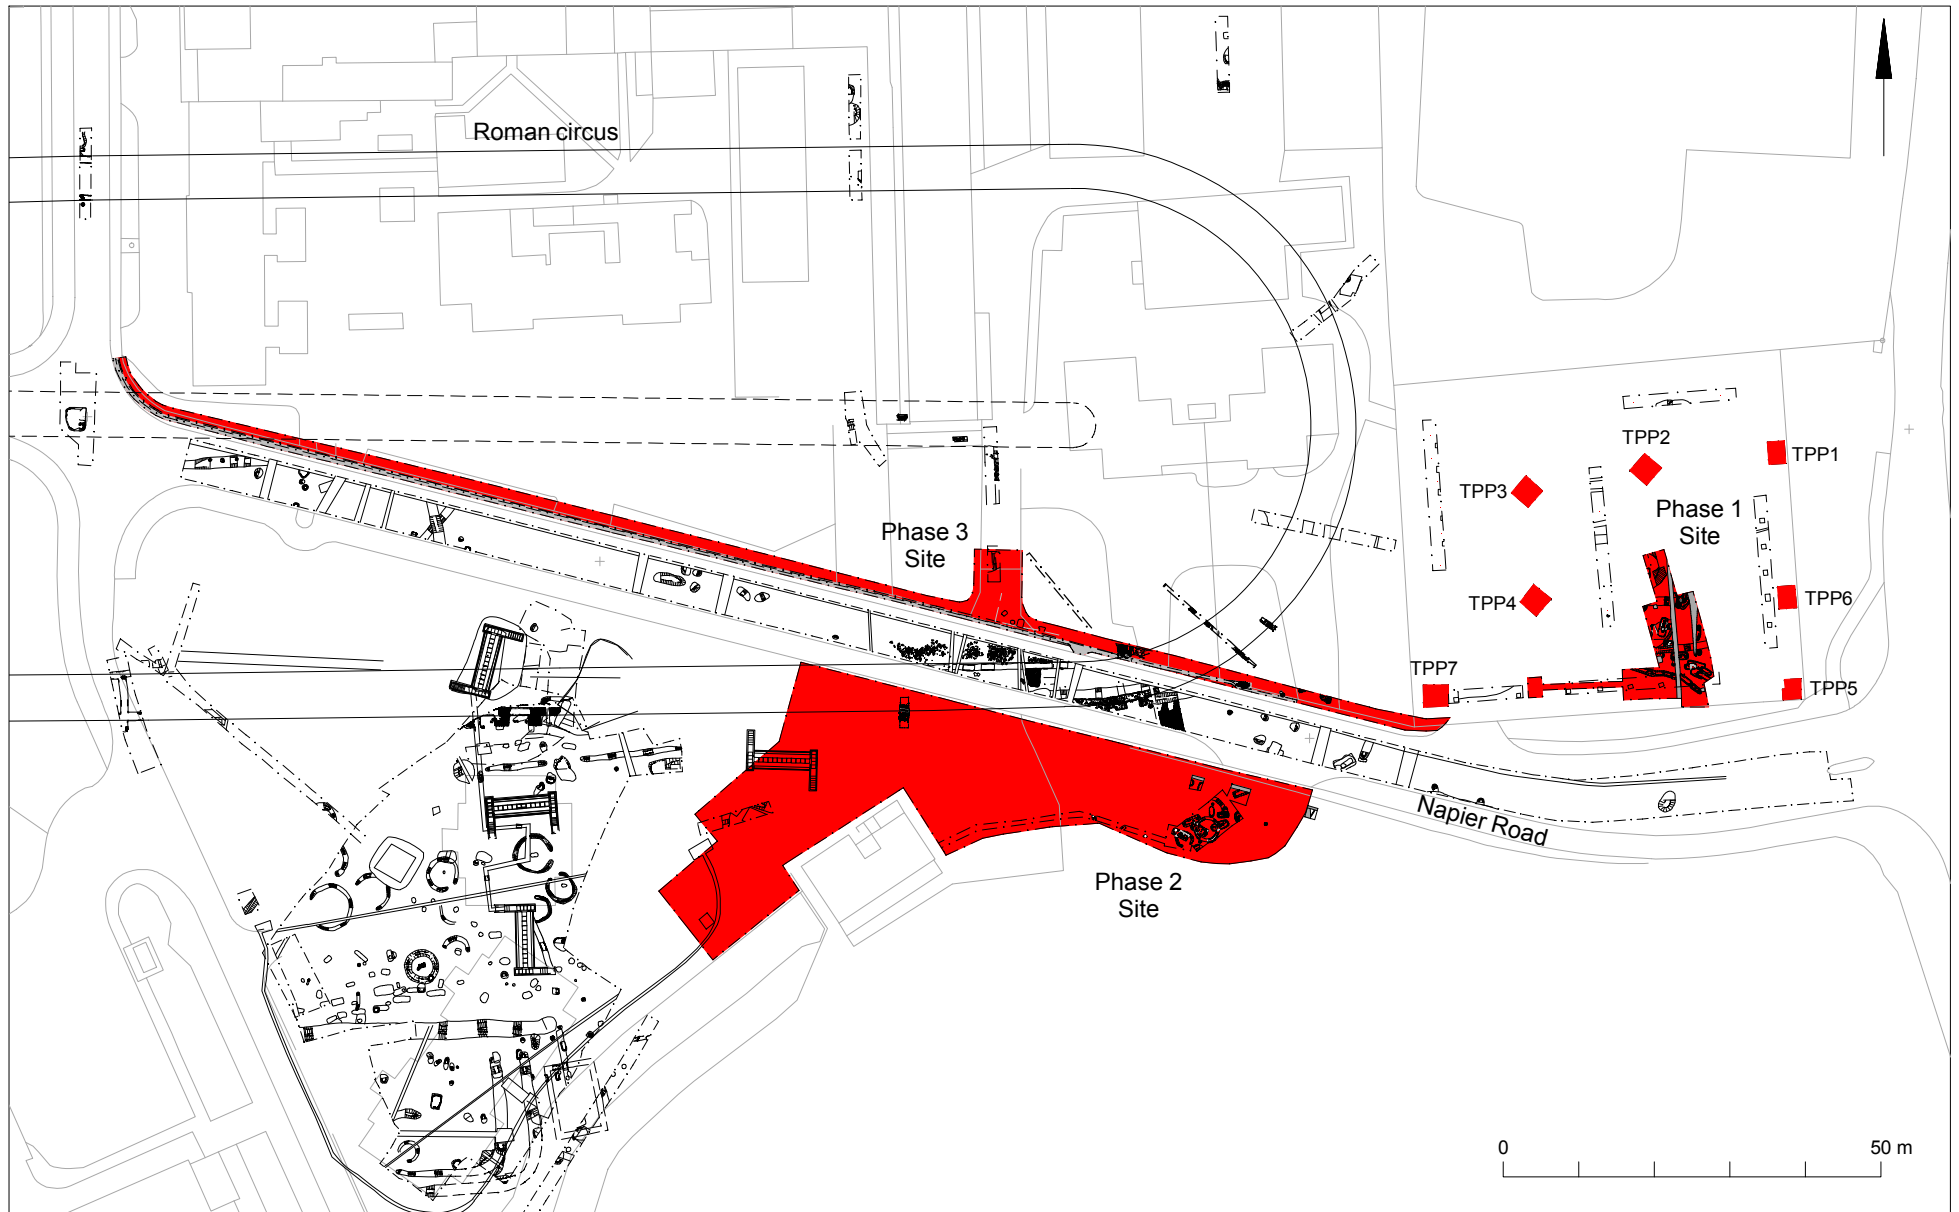 Roman circus
TPP2
TPP1
TPP3
Phase 1
Site
Phase 3
Site
TPP4
TPP6
TPP7
TPP5
Napier Road
Phase 2
Site
0 50 m